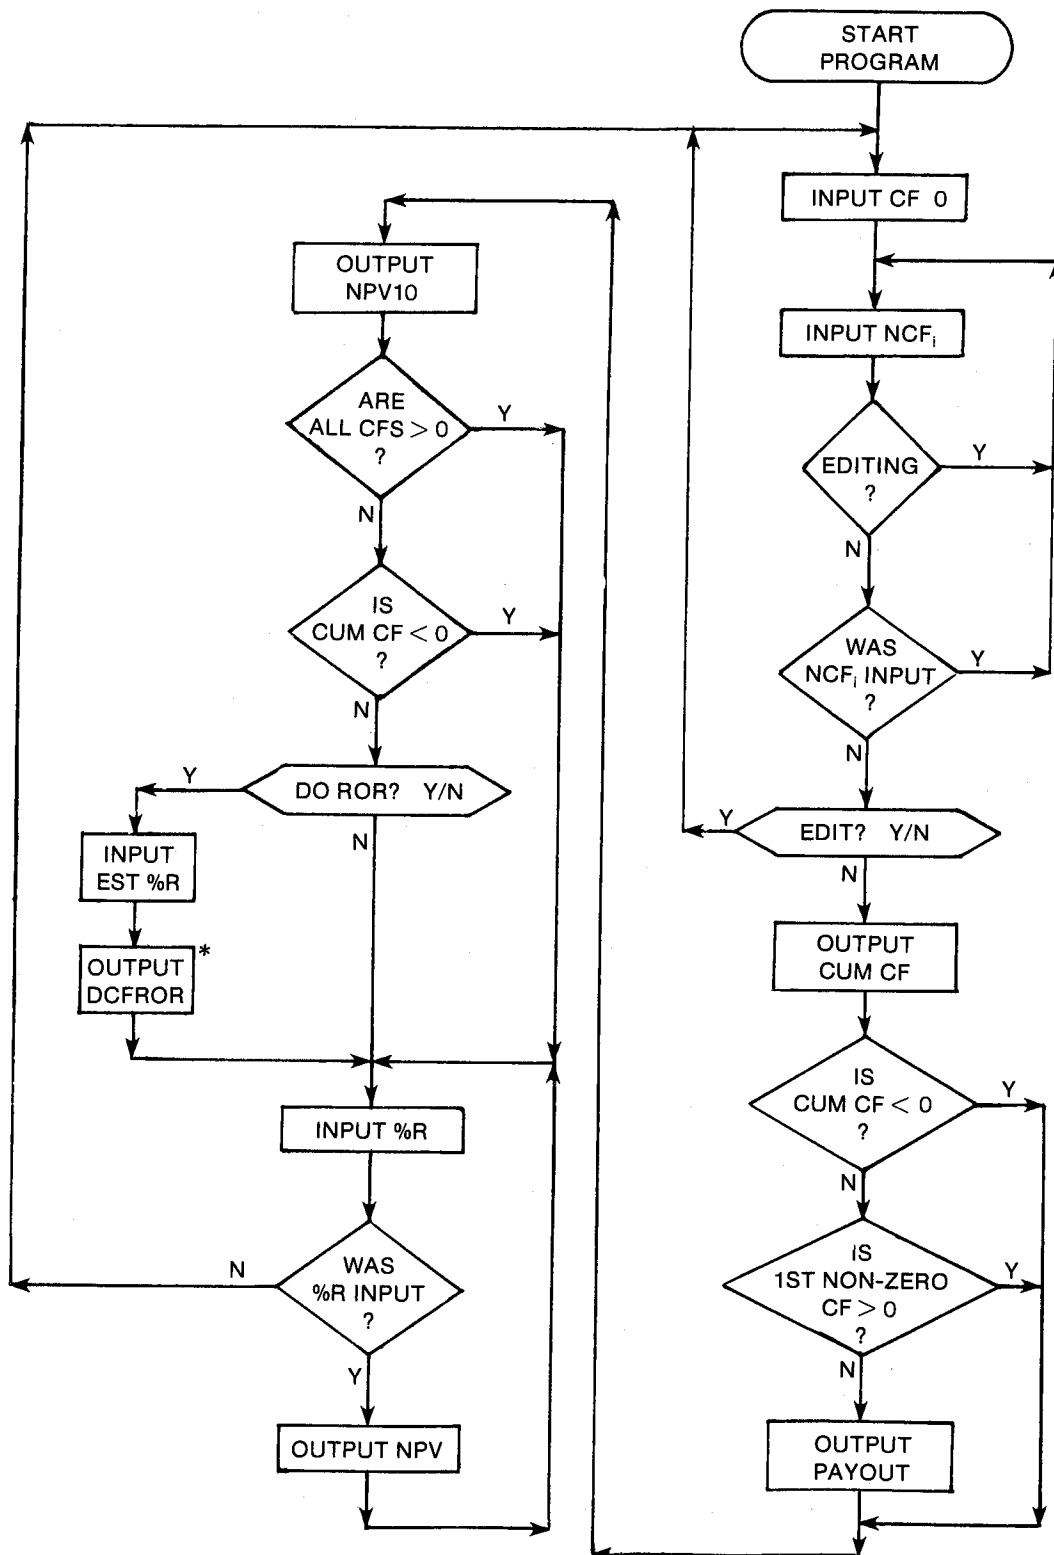 START
PROGRAM
INPUT CF 0
INPUT NCFi
EDITING
?
Y
N
WAS
NCFi INPUT
?
Y
N
EDIT? Y/N
Y
N
OUTPUT
CUM CF
IS
CUM CF < 0
?
Y
N
IS
1ST NON-ZERO
CF > 0
?
Y
N
OUTPUT
PAYOUT
OUTPUT
NPV10
ARE
ALL CFS > 0
?
Y
N
IS
CUM CF < 0
?
Y
N
DO ROR? Y/N
Y
N
INPUT
EST %R
OUTPUT
DCFROR
*
INPUT %R
WAS
%R INPUT
?
N
Y
OUTPUT NPV